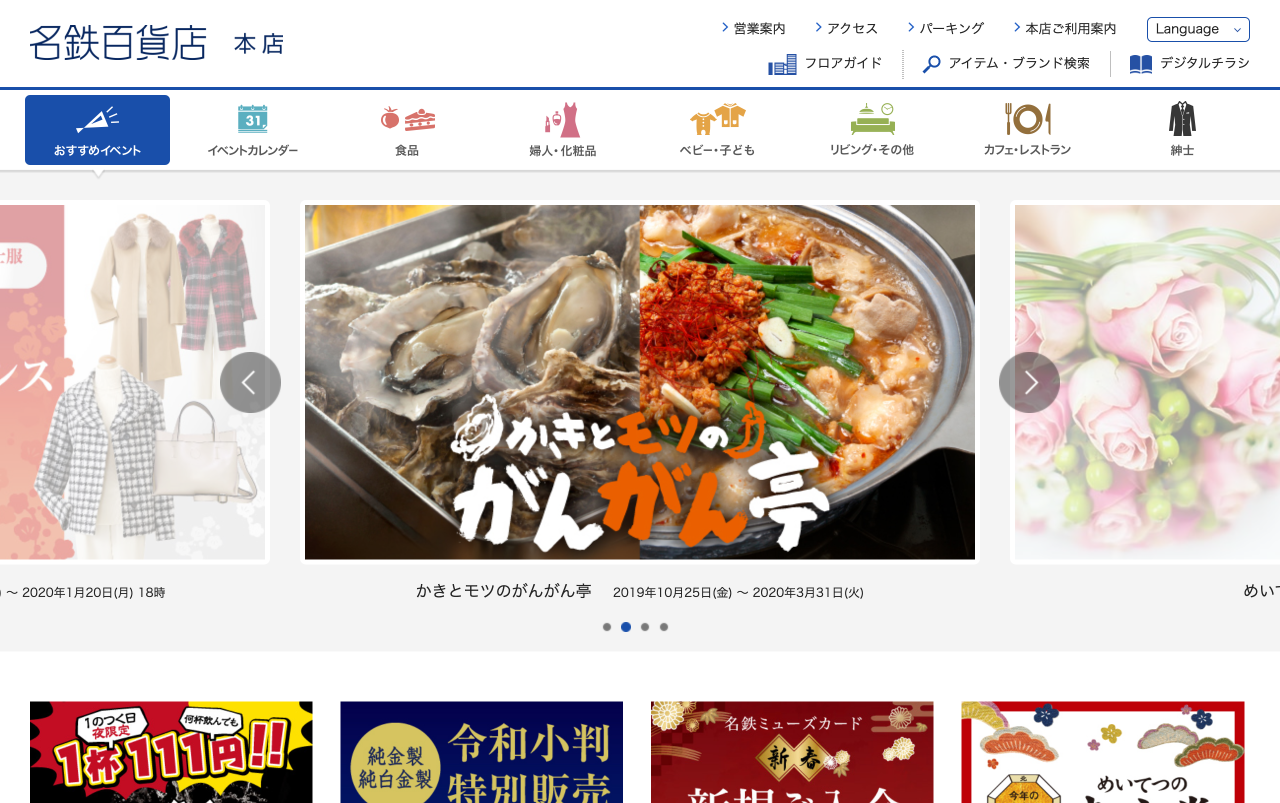 名鉄百貨店 本店
営業案内
アクセス
パーキング
本店ご利用案内
Language
フロアガイド
アイテム・ブランド検索
デジタルチラシ
おすすめイベント
31
イベントカレンダー
食品
婦人・化粧品
ベビー・子ども
リビング・その他
カフェ・レストラン
紳士
かきとモツの
がんがん亭
〜 2020年1月20日(月) 18時
かきとモツのがんがん亭 2019年10月25日(金) 〜 2020年3月31日(火)
めいて
1のつく日
夜限定
何杯飲んでも
1杯111円!!
純金製
純白金製
令和小判
特別販売
名鉄ミューズカード
新春
新規ご入会
今年の
めいてつの